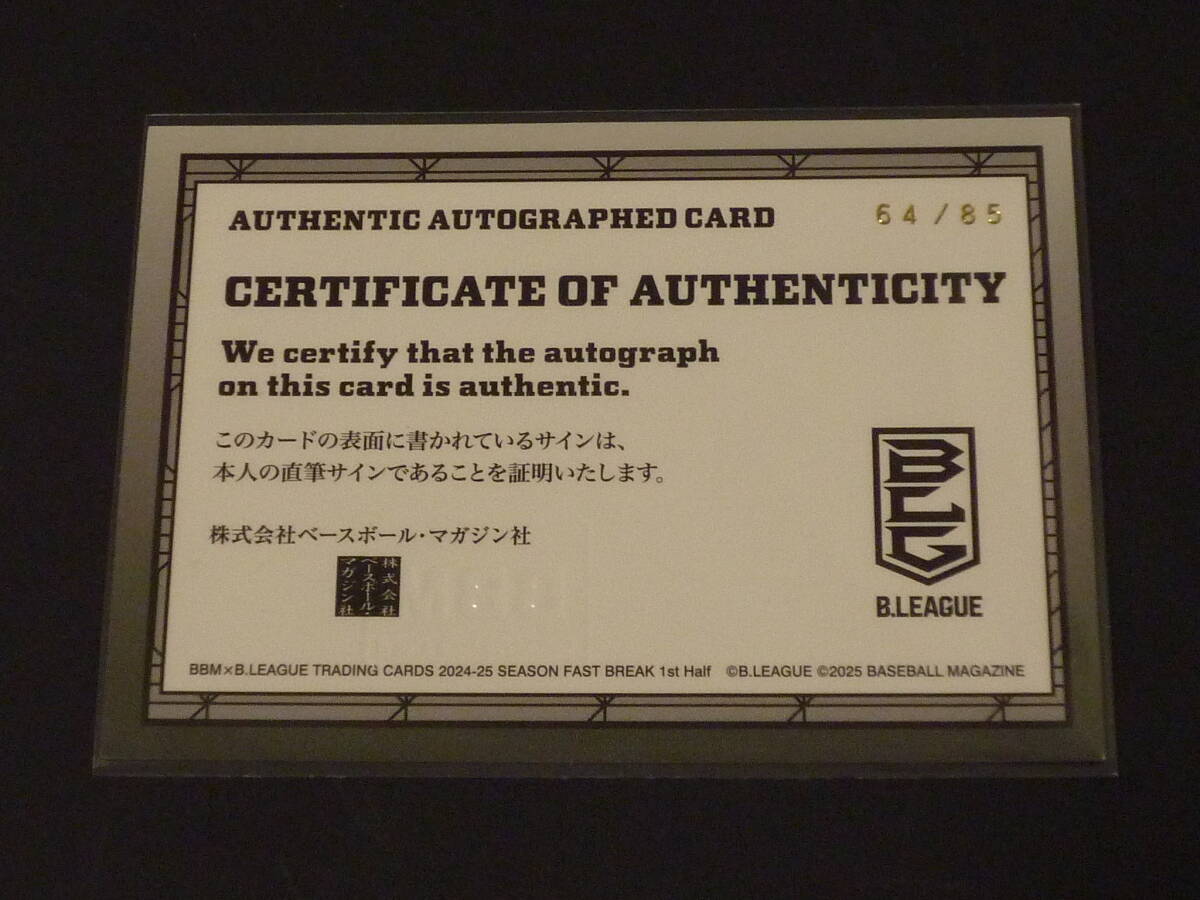 AUTHENTIC AUTOGRAPHED CARD 64/85
CERTIFICATE OF AUTHENTICITY
We certify that the autograph
on this card is authentic.
このカードの表面に書かれているサインは、
本人の直筆サインであることを証明いたします。
株式会社ベースボール・マガジン社
株式会社
ベースボール・
マガジン社
BLG
B.LEAGUE
BBM×B.LEAGUE TRADING CARDS 2024-25 SEASON FAST BREAK 1st Half ©B.LEAGUE ©2025 BASEBALL MAGAZINE